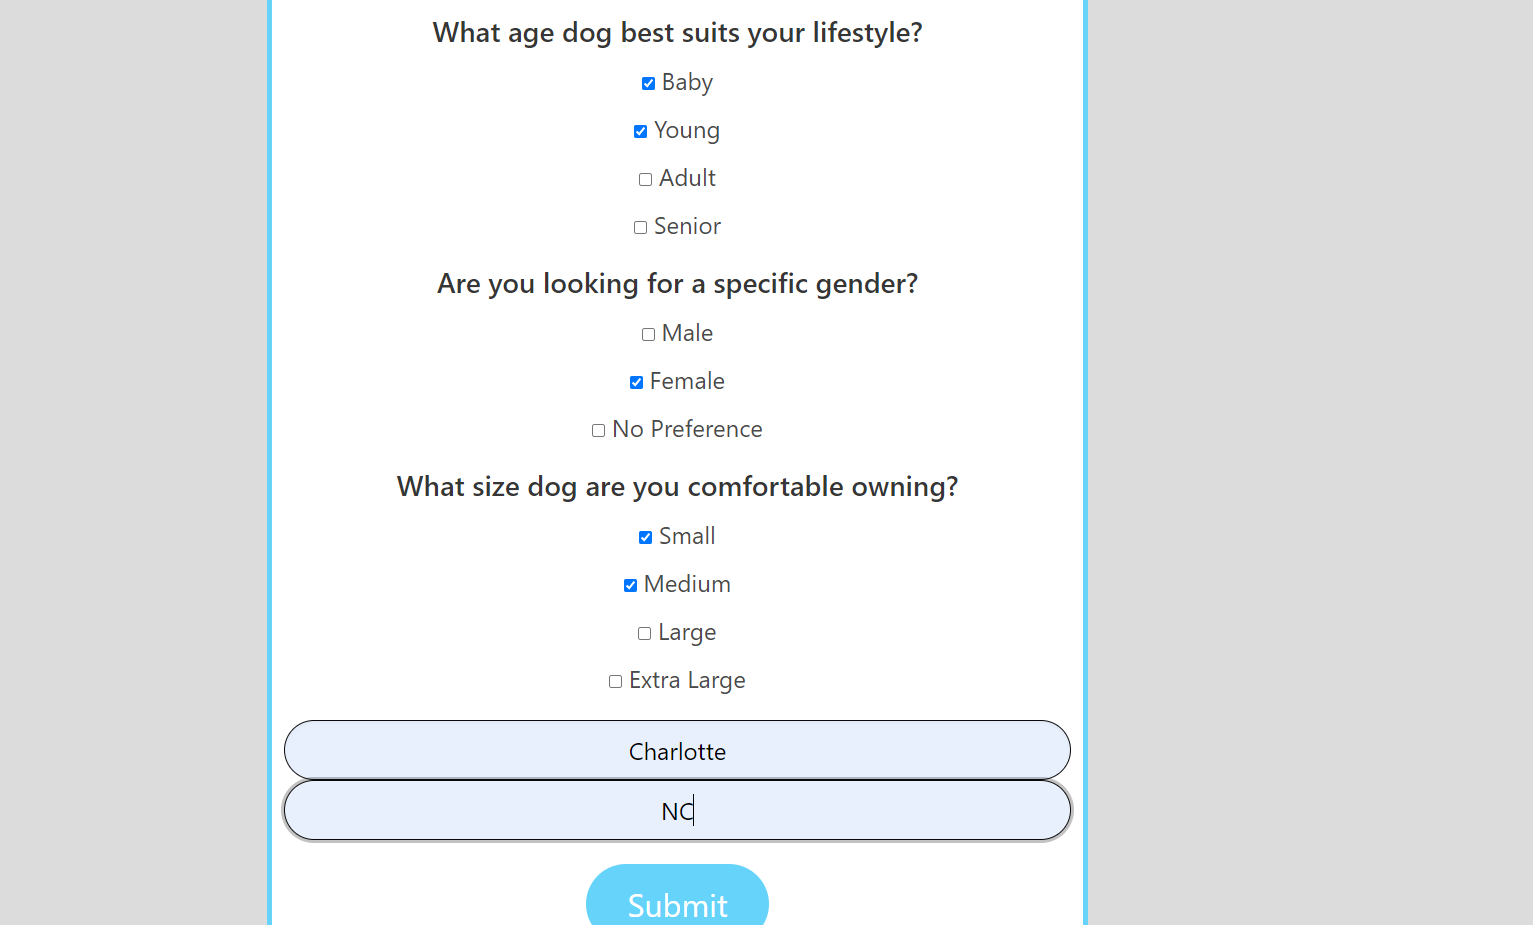 What age dog best suits your lifestyle?
Baby
Young
Adult
Senior
Are you looking for a specific gender?
Male
Female
No Preference
What size dog are you comfortable owning?
Small
Medium
Large
Extra Large
Charlotte
NC
Submit